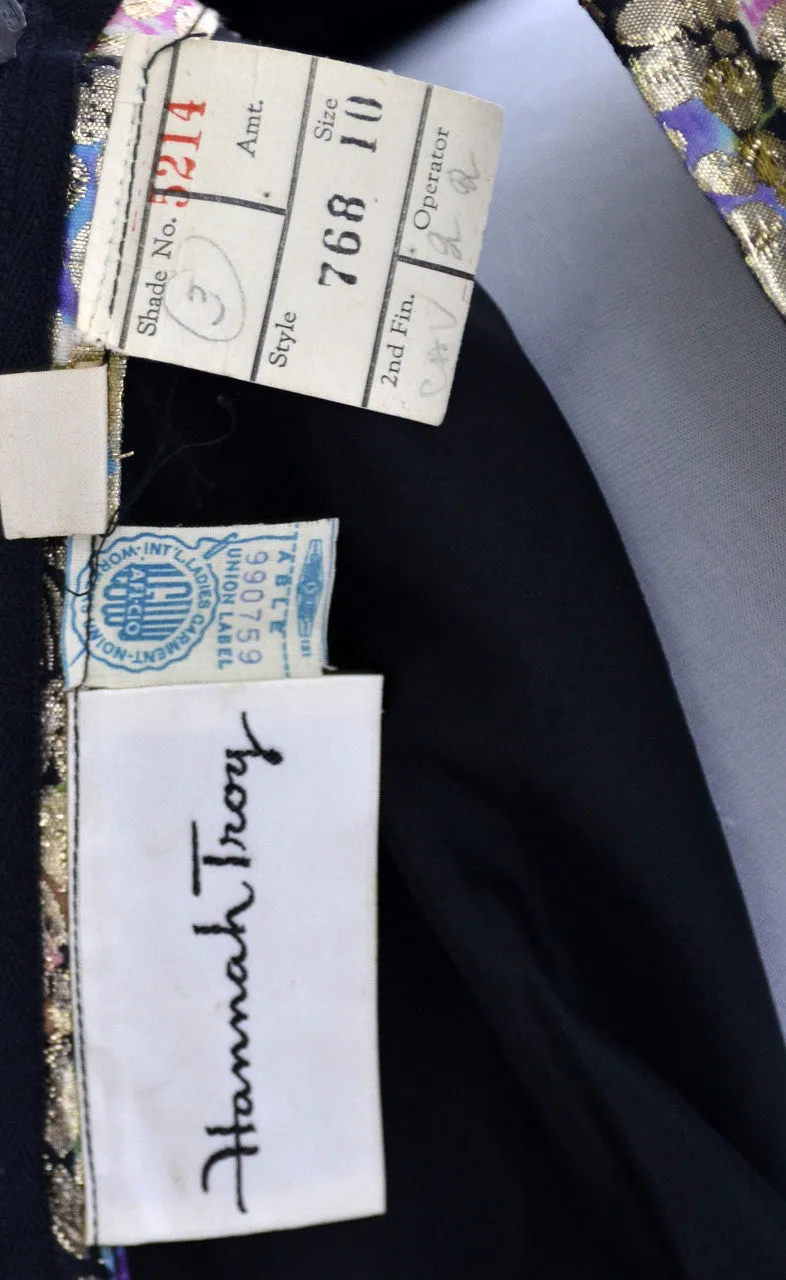 5214
Shade No.
3
Amt.
Style
768
Size
10
2nd Fin.
Operator
22
INT'L LADIES GARMENT
WORKERS
UNION
AFL-CIO
ILGWU
UNION LABEL
990759
Hannah Troy